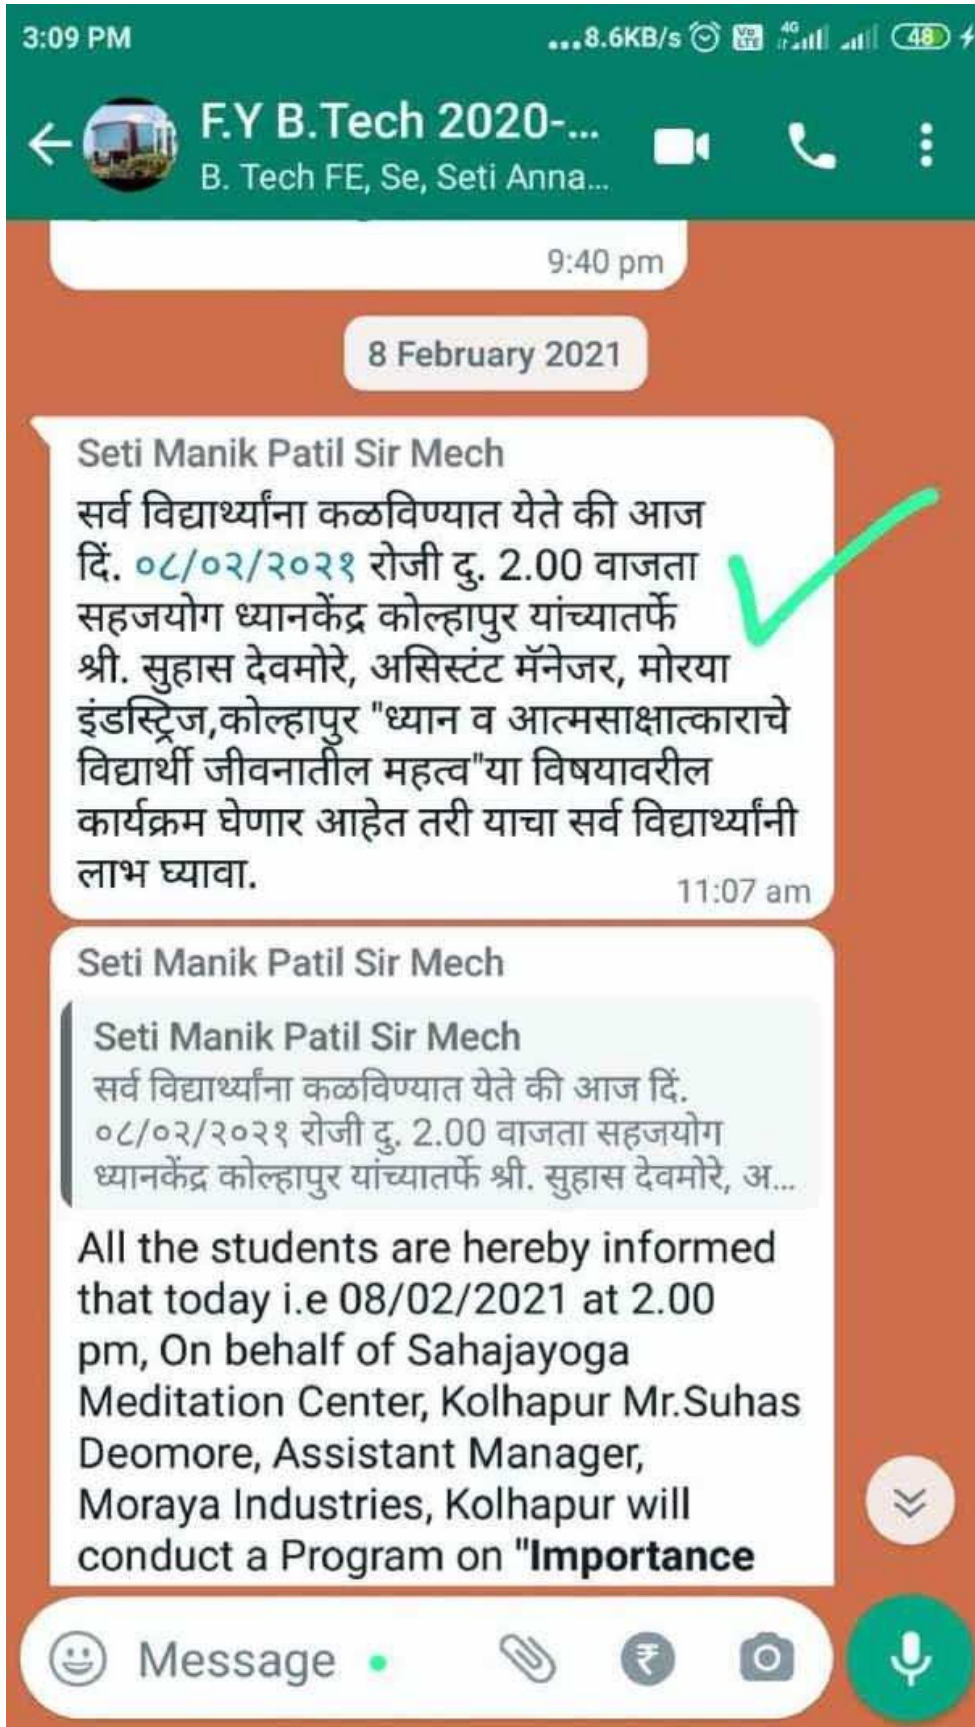 3:09 PM
...8.6KB/s Vo LTE 4G 48
F.Y B.Tech 2020-...
B. Tech FE, Se, Seti Anna...
9:40 pm
8 February 2021
Seti Manik Patil Sir Mech
सर्व विद्यार्थ्यांना कळविण्यात येते की आज
दिं. ०८/०२/२०२१ रोजी दु. 2.00 वाजता
सहजयोग ध्यानकेंद्र कोल्हापुर यांच्यातर्फे
श्री. सुहास देवमोरे, असिस्टंट मॅनेजर, मोरया
इंडस्ट्रिज,कोल्हापुर "ध्यान व आत्मसाक्षात्काराचे
विद्यार्थी जीवनातील महत्व"या विषयावरील
कार्यक्रम घेणार आहेत तरी याचा सर्व विद्यार्थ्यांनी
लाभ घ्यावा.
11:07 am
Seti Manik Patil Sir Mech
Seti Manik Patil Sir Mech
सर्व विद्यार्थ्यांना कळविण्यात येते की आज दिं.
०८/०२/२०२१ रोजी दु. 2.00 वाजता सहजयोग
ध्यानकेंद्र कोल्हापुर यांच्यातर्फे श्री. सुहास देवमोरे, अ...
All the students are hereby informed
that today i.e 08/02/2021 at 2.00
pm, On behalf of Sahajayoga
Meditation Center, Kolhapur Mr.Suhas
Deomore, Assistant Manager,
Moraya Industries, Kolhapur will
conduct a Program on "Importance
Message
₹